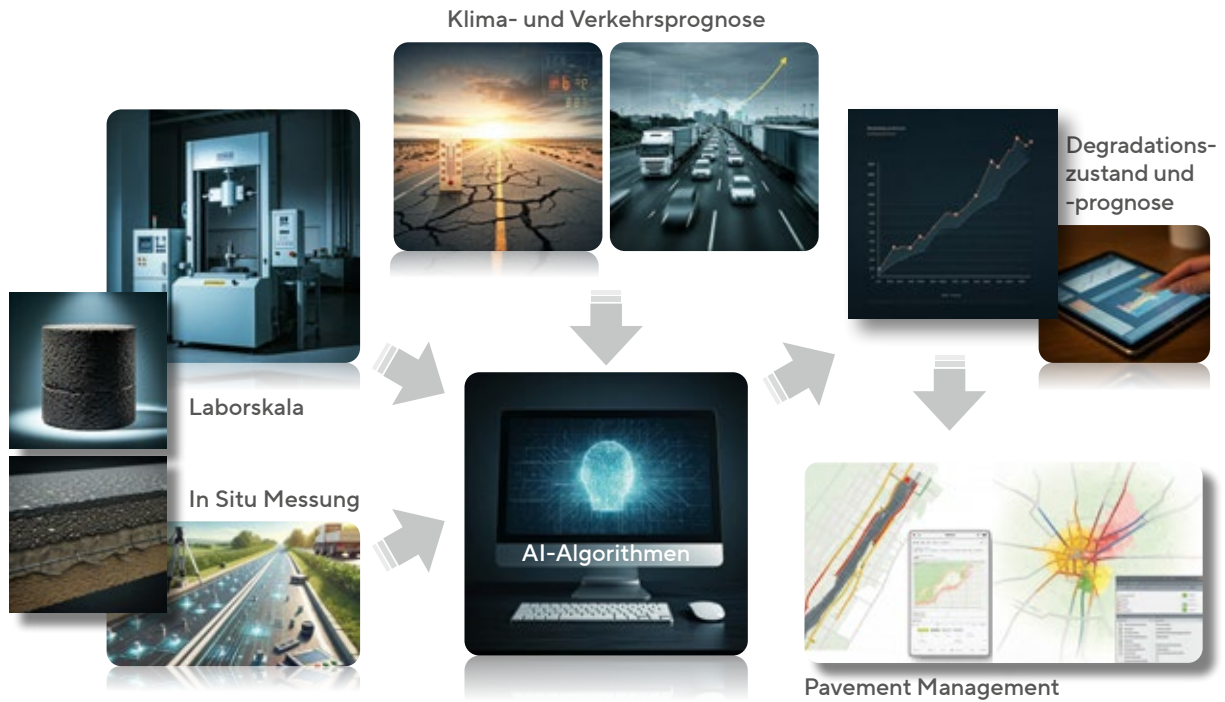 Klima- und Verkehrsprognose
Degradations-
zustand und
-prognose
Laborskala
In Situ Messung
AI-Algorithmen
Pavement Management